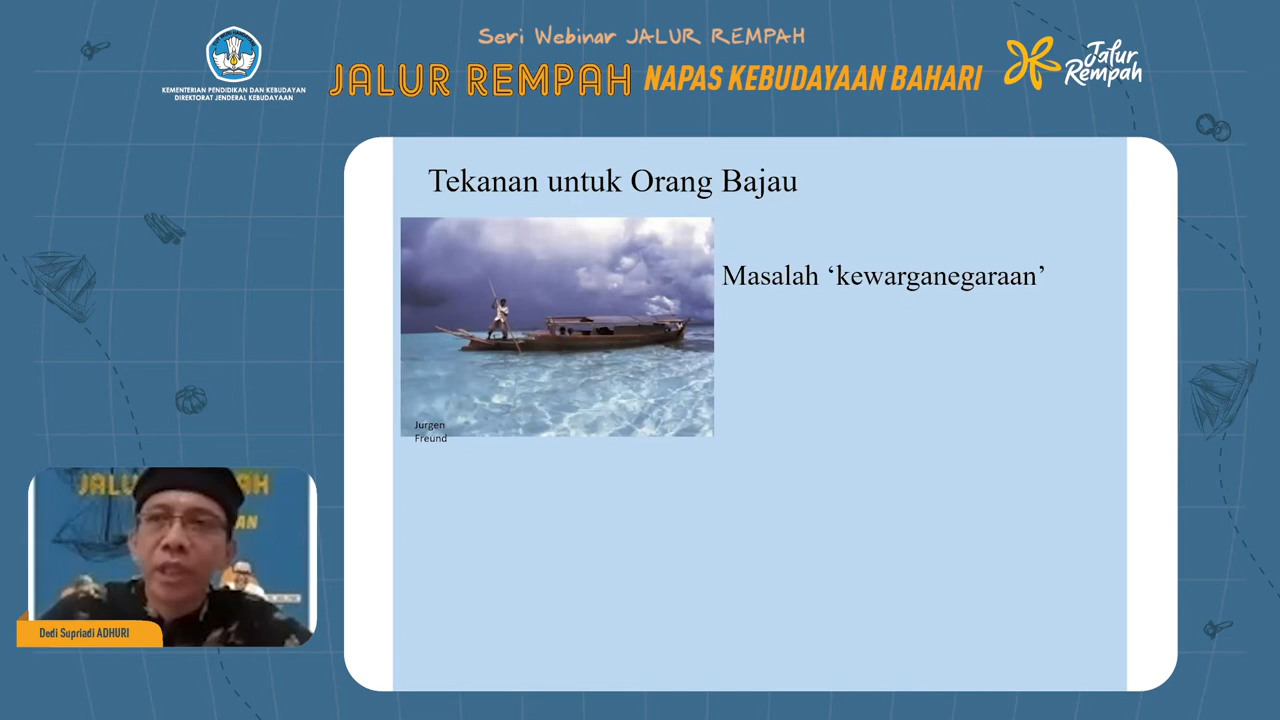 Seri Webinar JALUR REMPAH
JALUR REMPAH NAPAS KEBUDAYAAN BAHARI
KEMENTERIAN PENDIDIKAN DAN KEBUDAYAN
DIREKTORAT JENDERAL KEBUDAYAAN
Jalur
Rempah
Tekanan untuk Orang Bajau
Masalah ‘kewarganegaraan’
Jurgen
Freund
Dedi Supriadi ADHURI